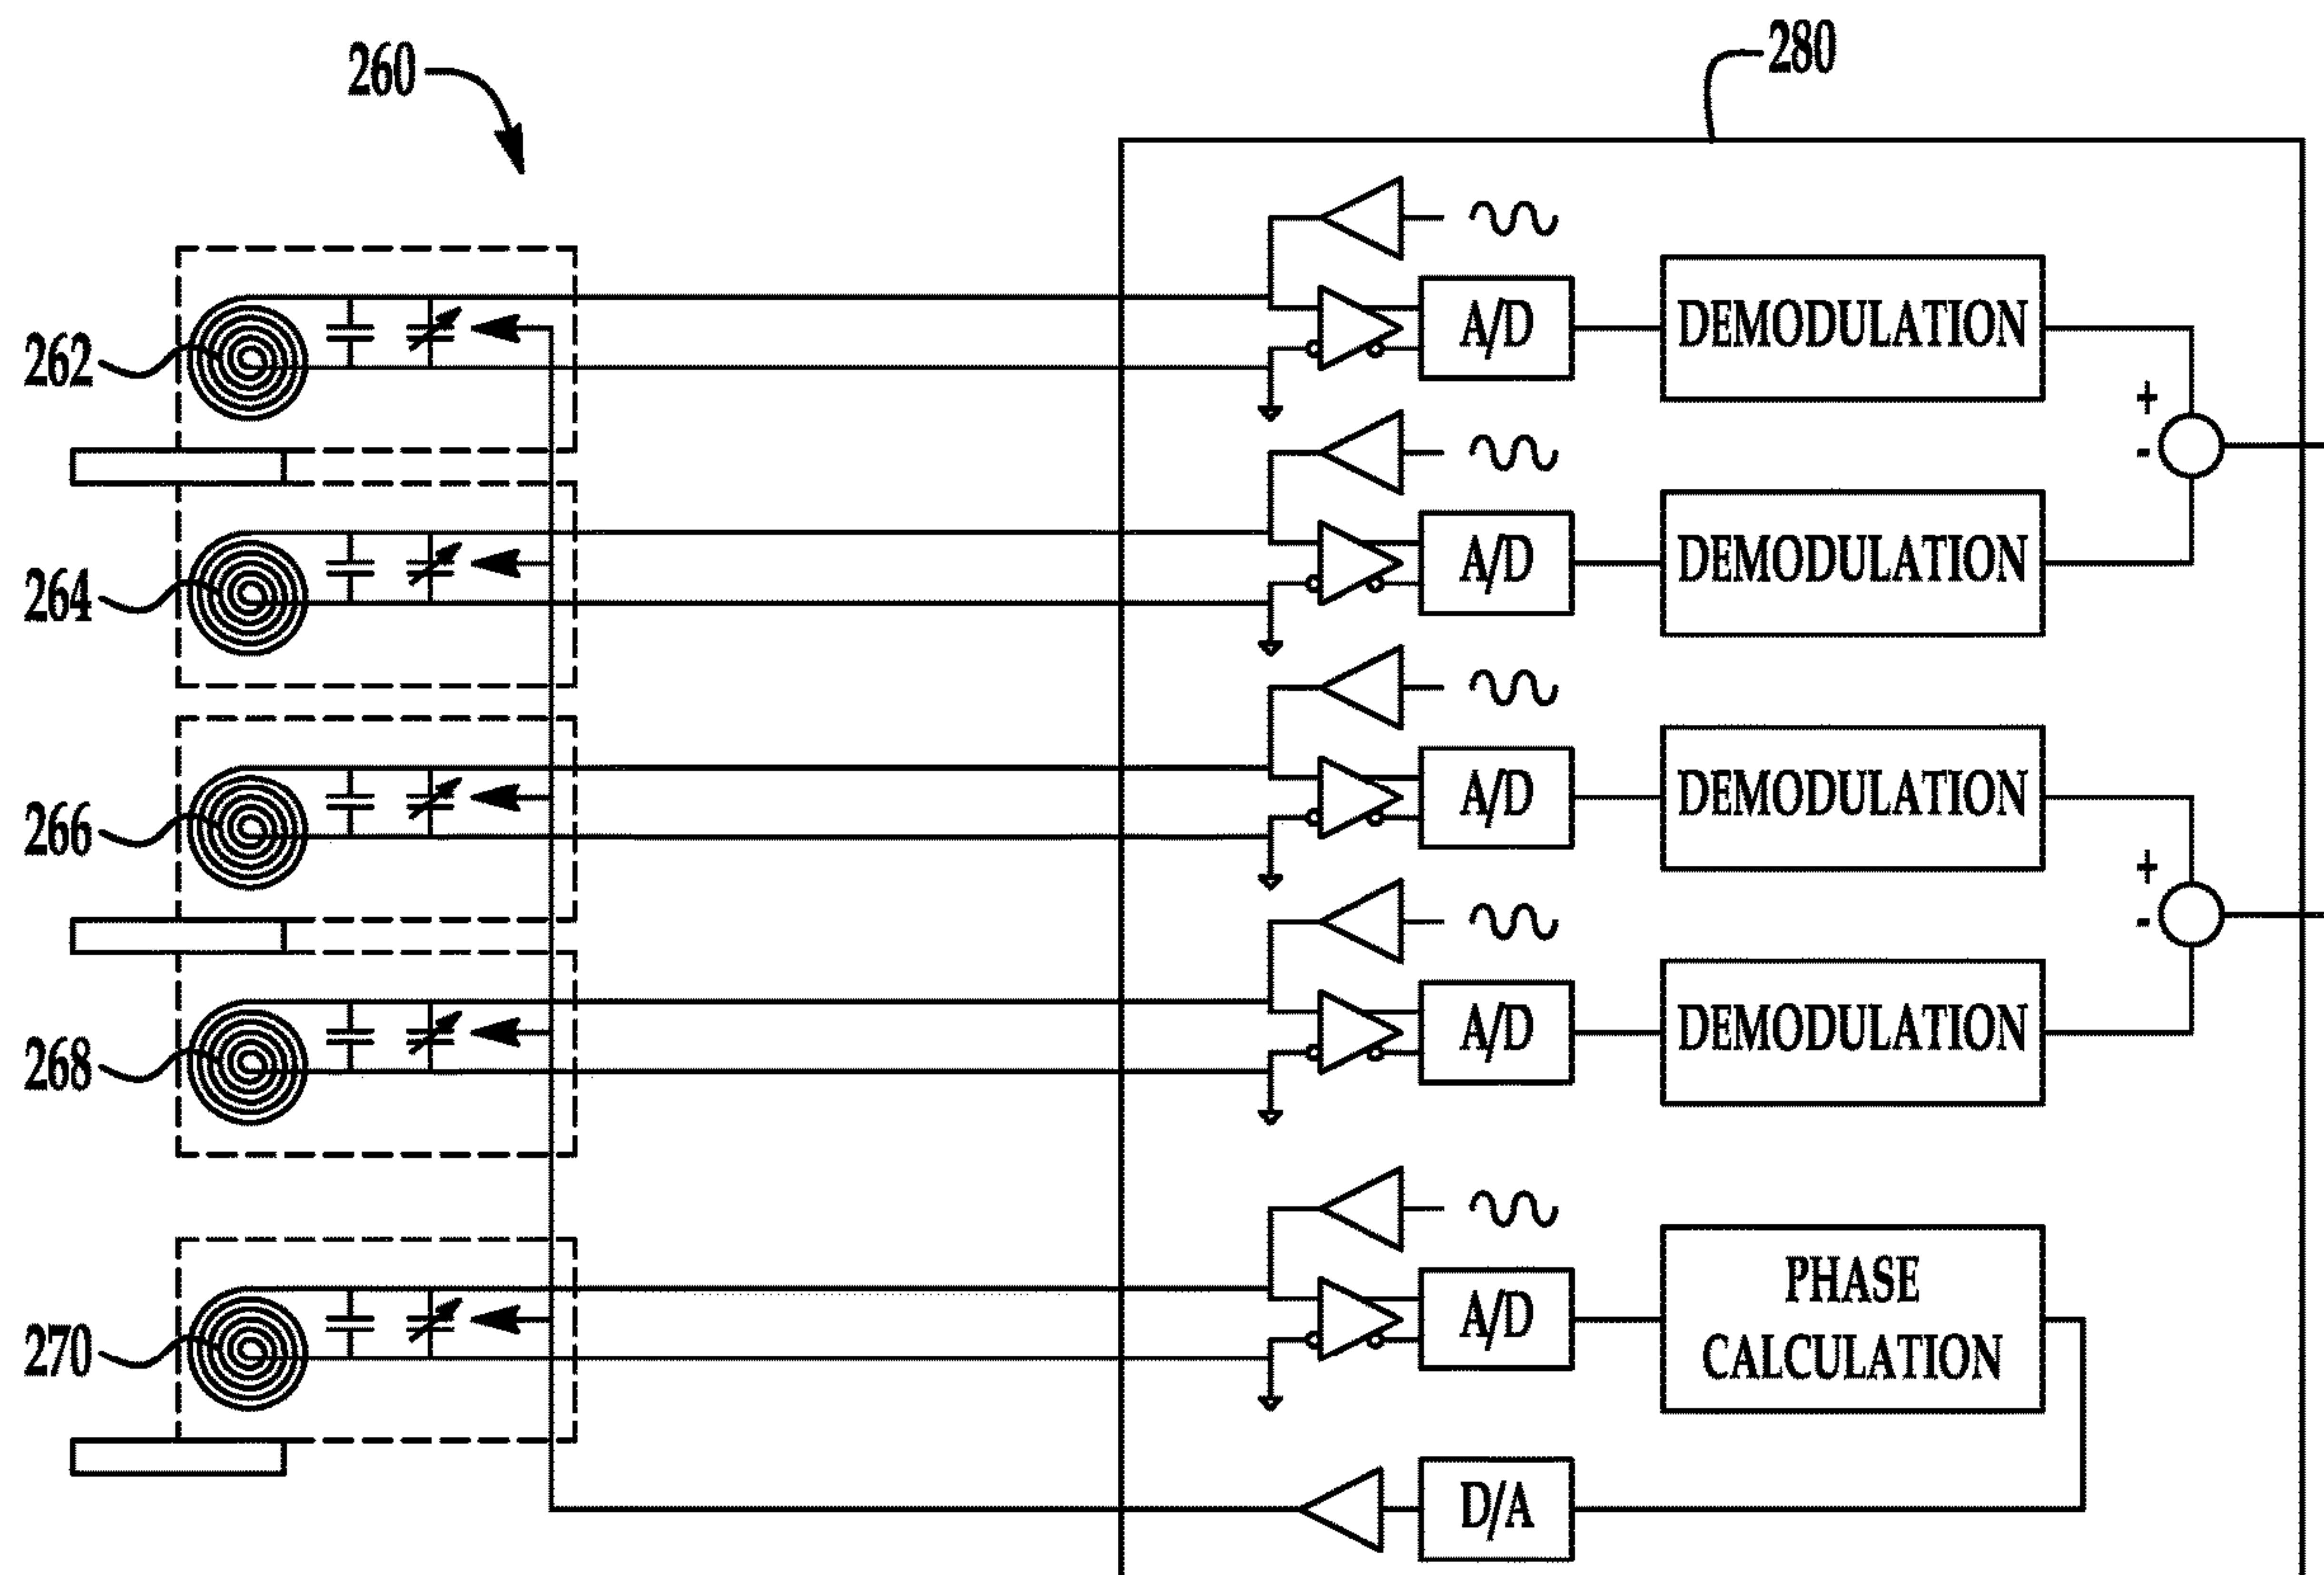 260
280
262
A/D
DEMODULATION
+
-
264
A/D
DEMODULATION
266
A/D
DEMODULATION
+
-
268
A/D
DEMODULATION
270
A/D
PHASE
CALCULATION
D/A